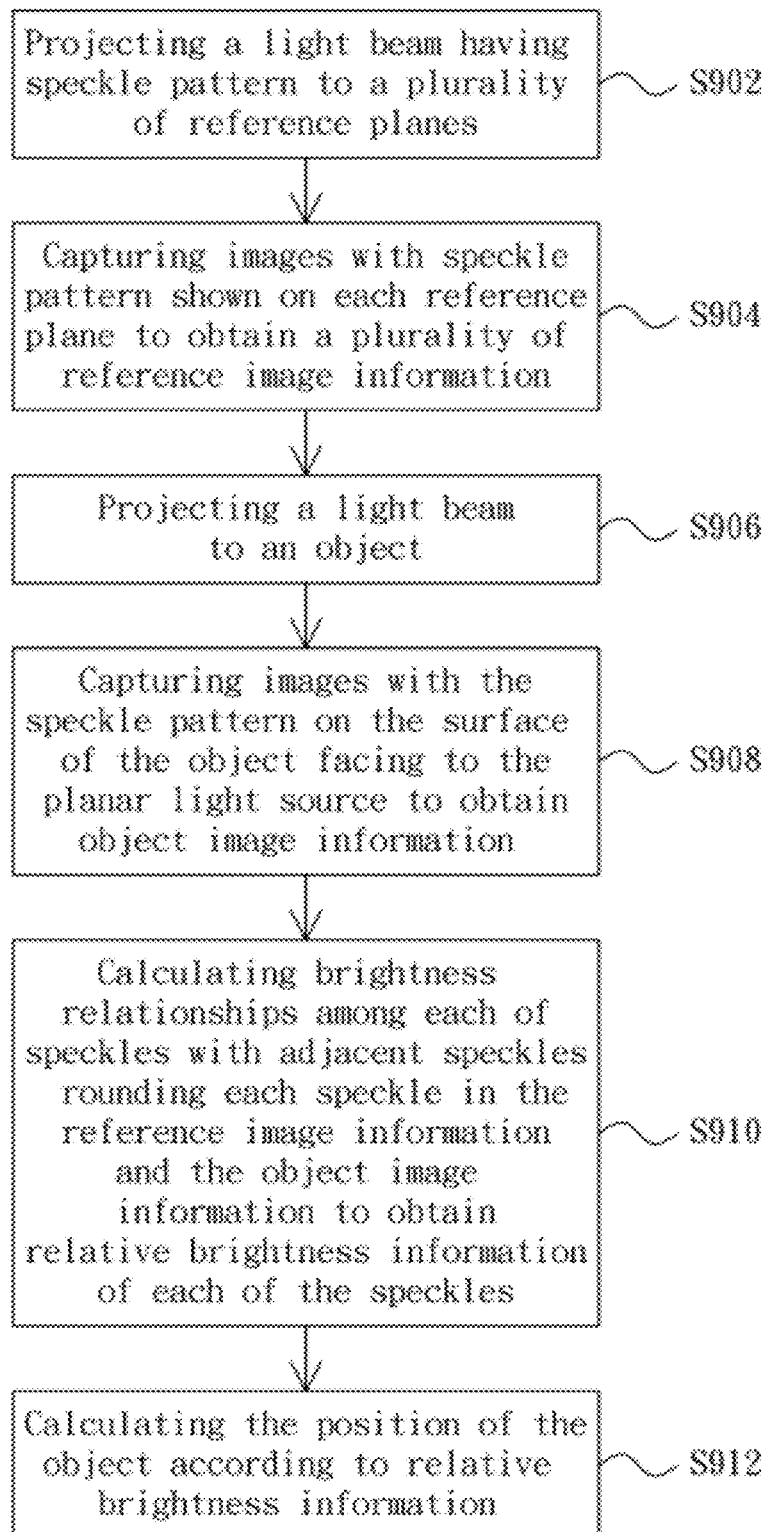 Projecting a light beam having
speckle pattern to a plurality
of reference planes
S902
Capturing images with speckle
pattern shown on each reference
plane to obtain a plurality of
reference image information
S904
Projecting a light beam
to an object
S906
Capturing images with the
speckle pattern on the surface
of the object facing to the
planar light source to obtain
object image information
S908
Calculating brightness
relationships among each of
speckles with adjacent speckles
rounding each speckle in the
reference image information
and the object image
information to obtain
relative brightness information
of each of the speckles
S910
Calculating the position of the
object according to relative
brightness information
S912